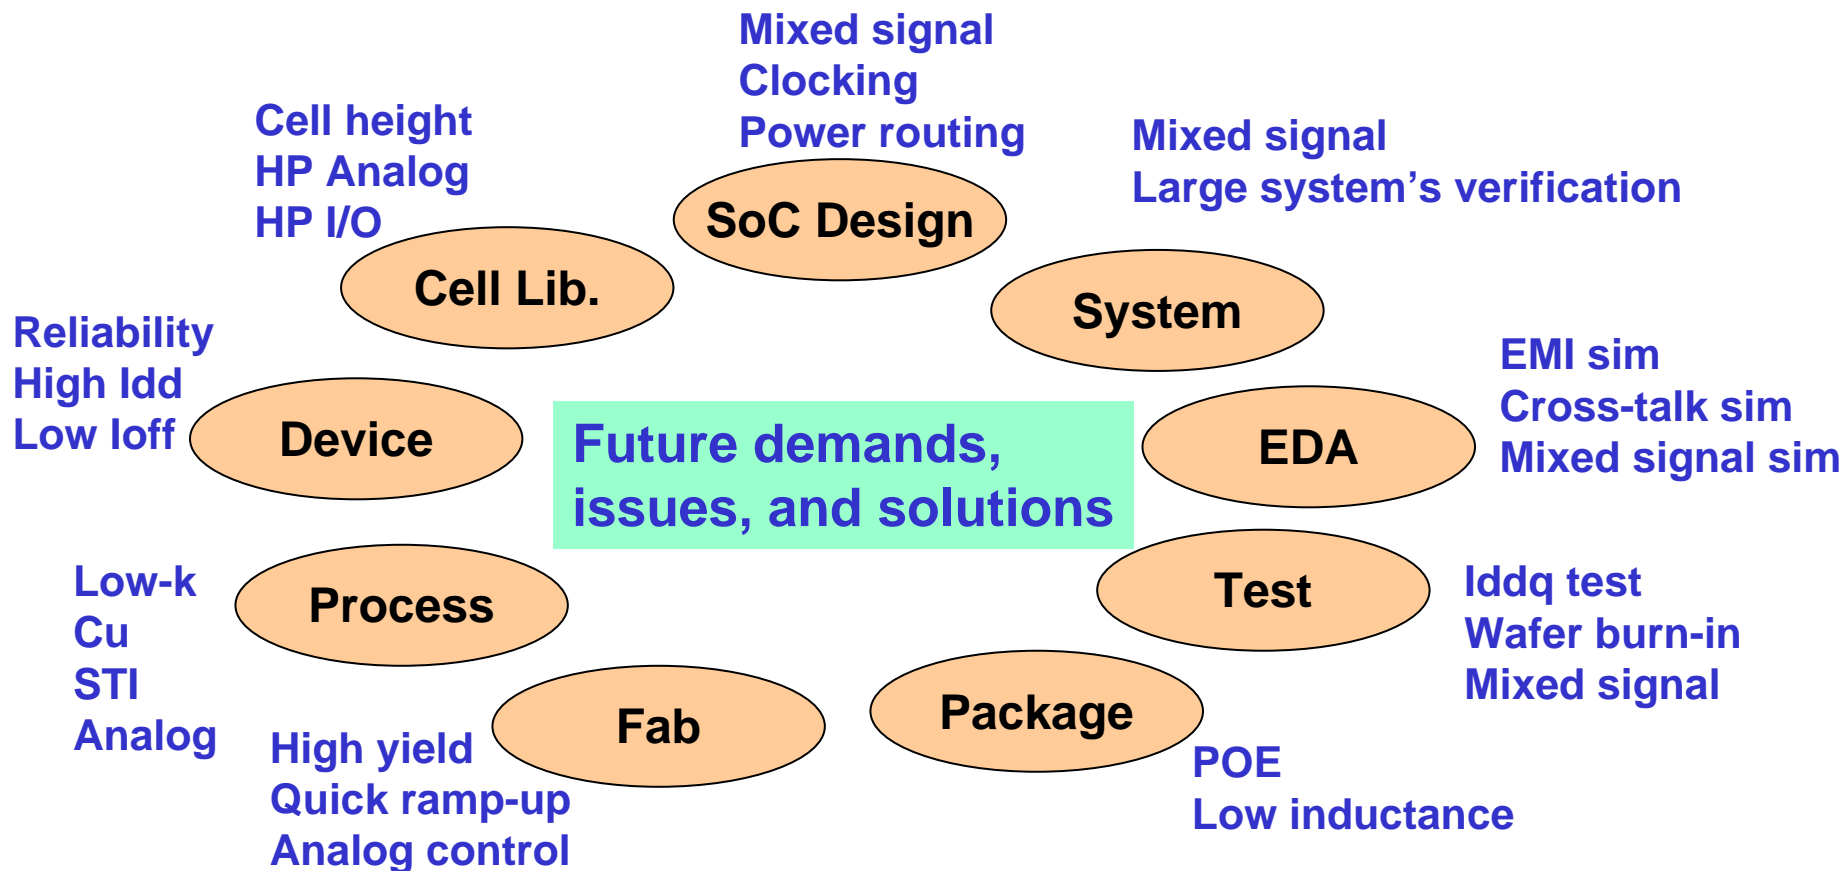 Mixed signal
Clocking
Power routing
SoC Design
Cell height
HP Analog
HP I/O
Cell Lib.
Mixed signal
Large system’s verification
System
Reliability
High Idd
Low Ioff
Device
EMI sim
Cross-talk sim
Mixed signal sim
EDA
Future demands,
issues, and solutions
Low-k
Cu
STI
Analog
Process
Iddq test
Wafer burn-in
Mixed signal
Test
High yield
Quick ramp-up
Analog control
Fab
Package
POE
Low inductance